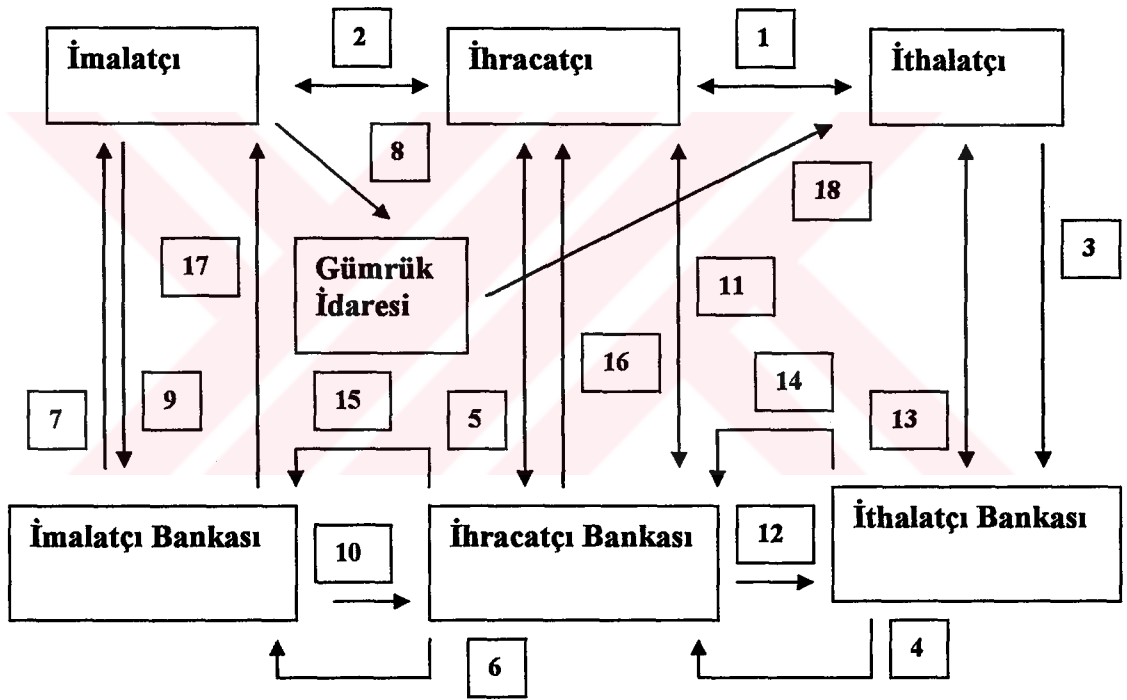 2
1
İmalatçı
İhracatçı
İthalatçı
8
18
3
17
Gümrük
İdaresi
11
16
14
7
9
15
5
13
İmalatçı Bankası
10
İhracatçı Bankası
12
İthalatçı Bankası
6
4